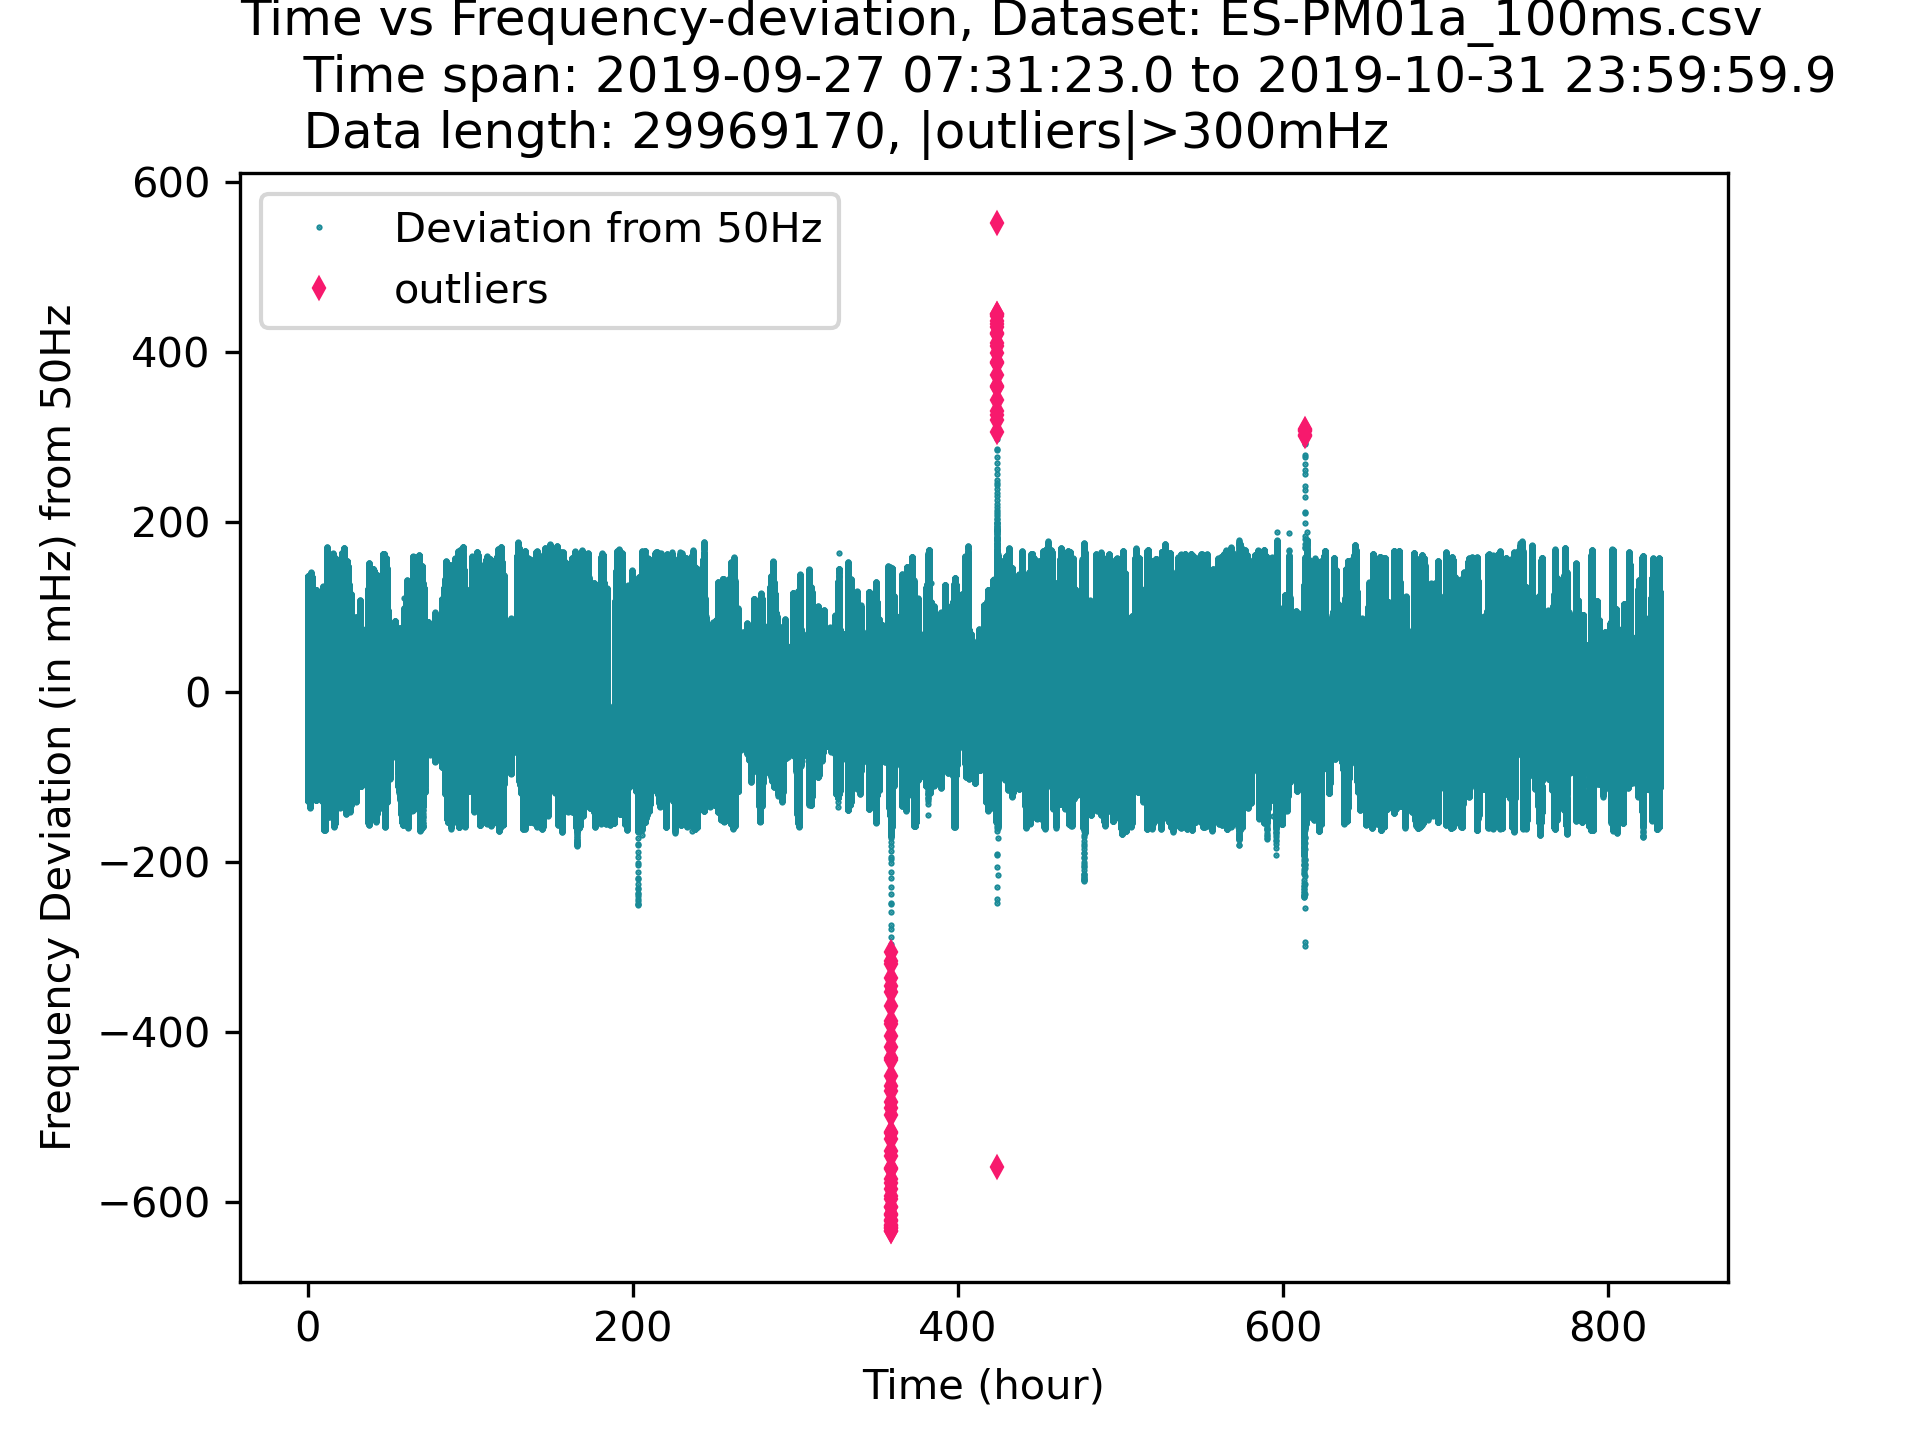 Time vs Frequency-deviation, Dataset: ES-PM01a_100ms.csv
Time span: 2019-09-27 07:31:23.0 to 2019-10-31 23:59:59.9
Data length: 29969170, |outliers|>300mHz
600
400
200
0
−200
−400
−600
Frequency Deviation (in mHz) from 50Hz
Deviation from 50Hz
outliers
0 200 400 600 800
Time (hour)